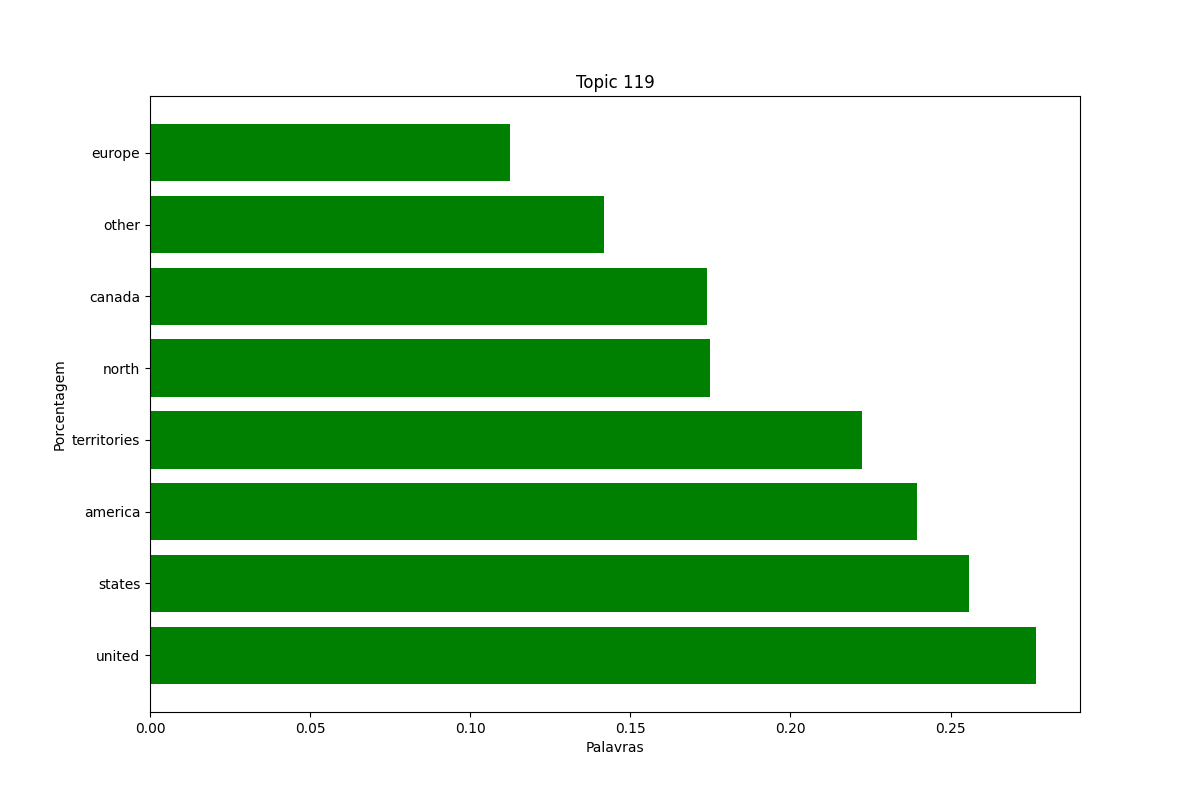 Topic 119
europe
other
canada
north
territories
america
states
united
Porcentagem
0.00 0.05 0.10 0.15 0.20 0.25
Palavras